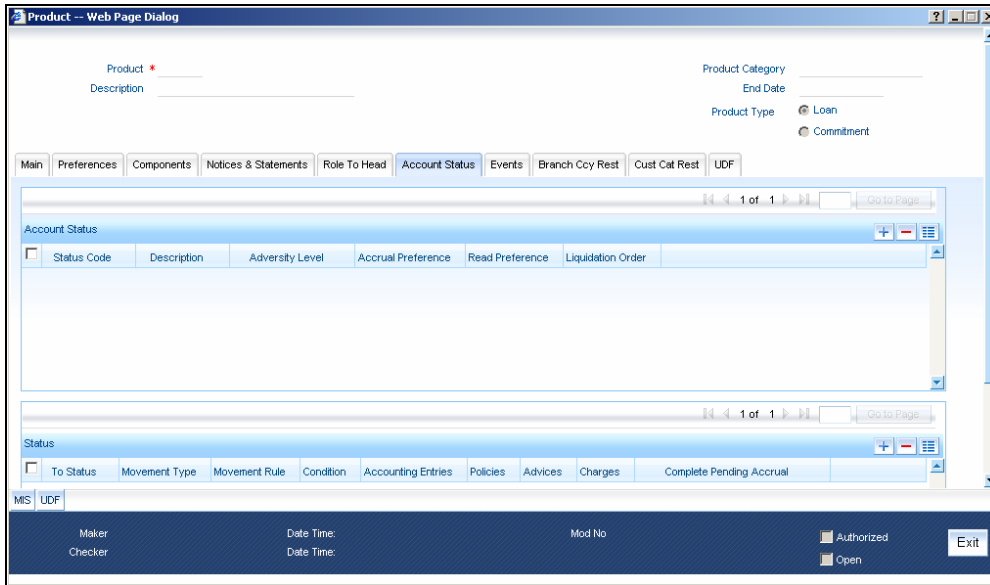 Product -- Web Page Dialog
Product *
Product Category
Description
End Date
Product Type
Loan
Commitment
Main Preferences Components Notices & Statements Role To Head Account Status Events Branch Ccy Rest Cust Cat Rest UDF
1 of 1 Go to Page
Account Status
Status Code Description Adversity Level Accrual Preference Read Preference Liquidation Order
1 of 1 Go to Page
Status
To Status Movement Type Movement Rule Condition Accounting Entries Policies Advices Charges Complete Pending Accrual
MIS UDF
Maker Date Time: Mod No Authorized
Checker Date Time: Open
Exit